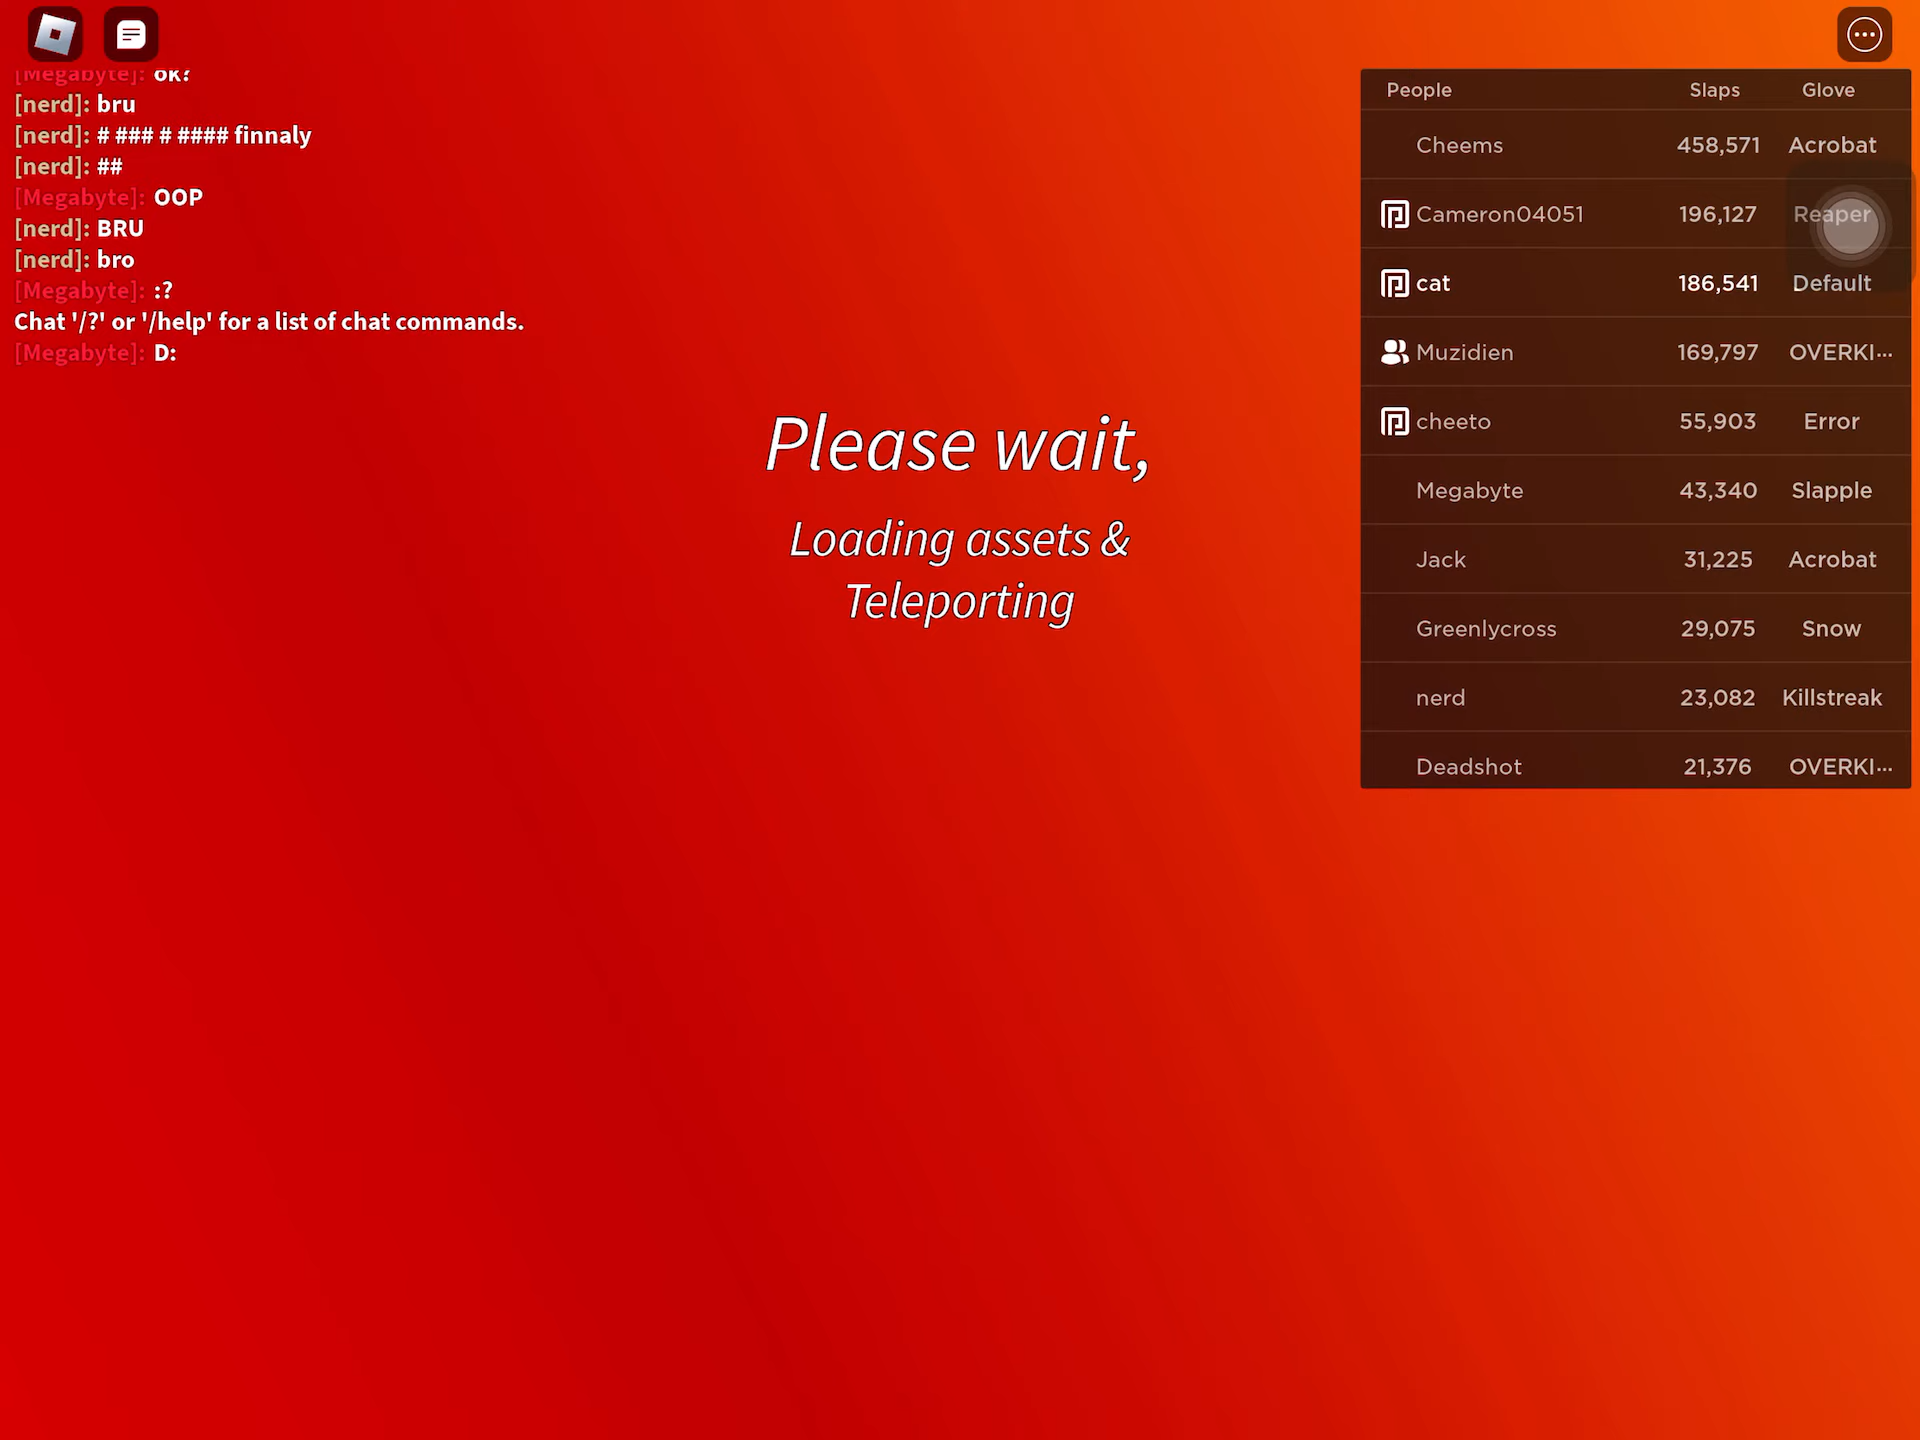 [Megabyte]: ok?
[nerd]: bru
[nerd]: # ### # #### finnaly
[nerd]: ##
[Megabyte]: OOP
[nerd]: BRU
[nerd]: bro
[Megabyte]: :?
Chat '/?' or '/help' for a list of chat commands.
[Megabyte]: D:
Please wait,
Loading assets &
Teleporting
People Slaps Glove
Cheems 458,571 Acrobat
Cameron04051 196,127 Reaper
cat 186,541 Default
Muzidien 169,797 OVERKI...
cheeto 55,903 Error
Megabyte 43,340 Slapple
Jack 31,225 Acrobat
Greenlycross 29,075 Snow
nerd 23,082 Killstreak
Deadshot 21,376 OVERKI...